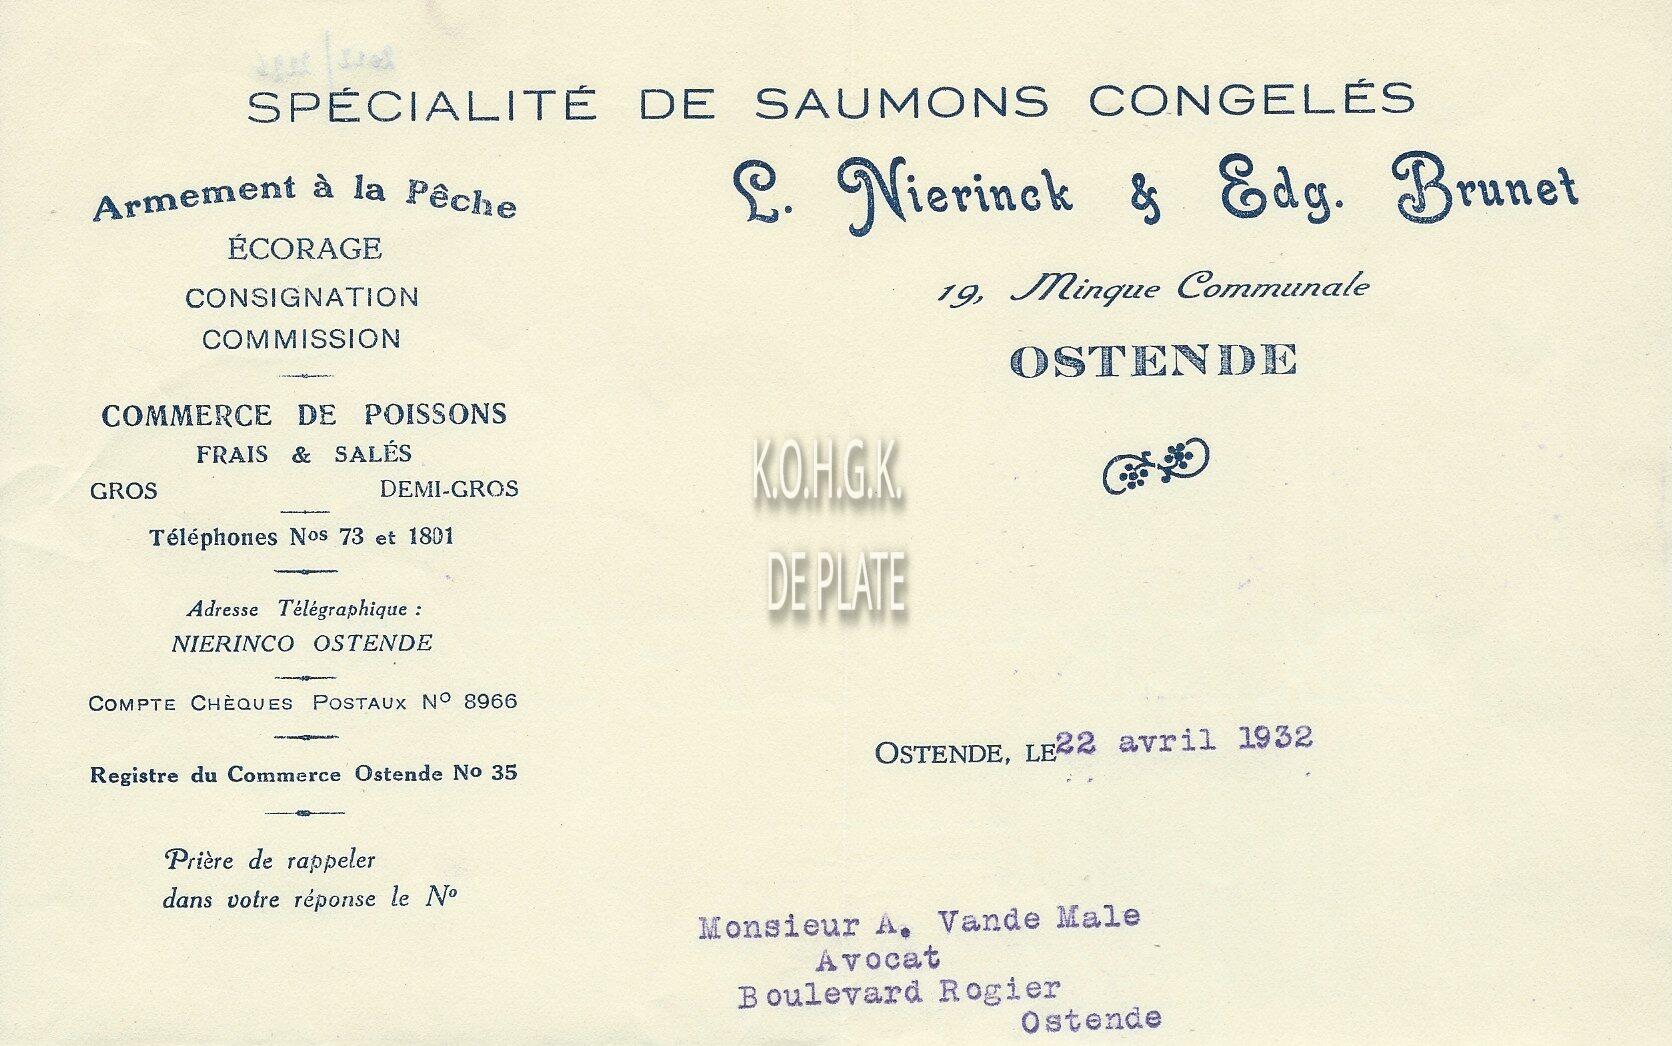 SPÉCIALITÉ DE SAUMONS CONGELÉS
Armement à la Pêche
ÉCORAGE
CONSIGNATION
COMMISSION
COMMERCE DE POISSONS
FRAIS & SALÉS
GROS DEMI-GROS
Téléphones Nos 73 et 1801
Adresse Télégraphique :
NIERINCO OSTENDE
COMPTE CHÈQUES POSTAUX No 8966
Registre du Commerce Ostende No 35
Prière de rappeler
dans votre réponse le No
L. Nierinck & Edg. Brunet
19, Minque Communale
OSTENDE
K.O.H.G.K.
DE PLATE
OSTENDE, LE 22 avril 1932
Monsieur A. Vande Male
Avocat
Boulevard Rogier
Ostende